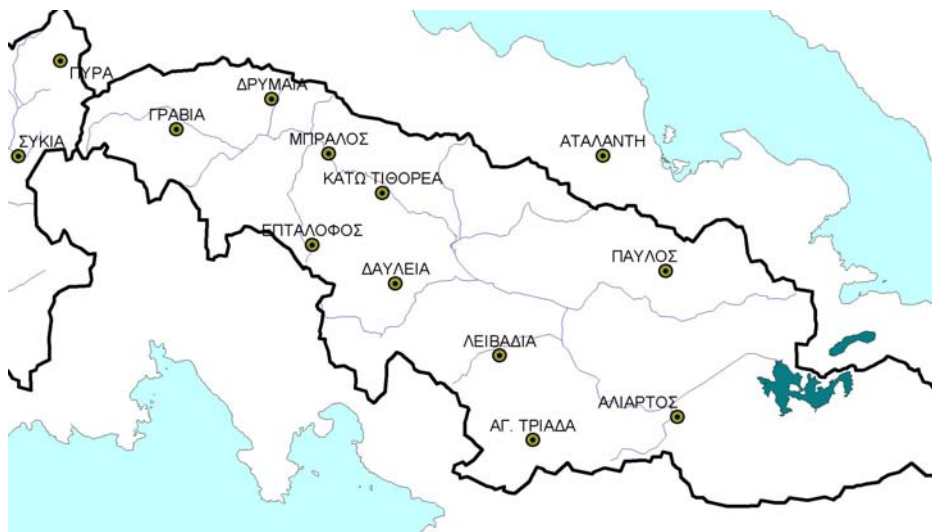 ΠΥΡΑ
ΔΡΥΜΑΙΑ
ΓΡΑΒΙΑ
ΣΥΚΙΑ
ΜΠΡΑΛΟΣ
ΑΤΑΛΑΝΤΗ
ΚΑΤΩ ΤΙΘΟΡΕΑ
ΕΠΤΑΛΟΦΟΣ
ΠΑΥΛΟΣ
ΔΑΥΛΕΙΑ
ΛΕΙΒΑΔΙΑ
ΑΛΙΑΡΤΟΣ
ΑΓ. ΤΡΙΑΔΑ